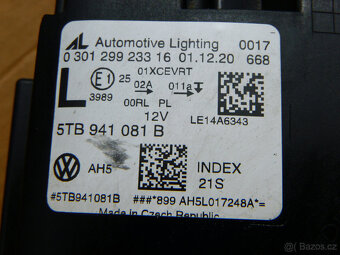 AL Automotive Lighting 0017
0 301 299 233 16 01.12.20 668
01XCEVRT
L E1 25 02A 011a
3989
00RL PL
12V LE14A6343
5TB 941 081 B
AH5 INDEX
21S
#5TB941081B ###*899 AH5L017248A*=
Made in Czech Republic
Bazoš.cz